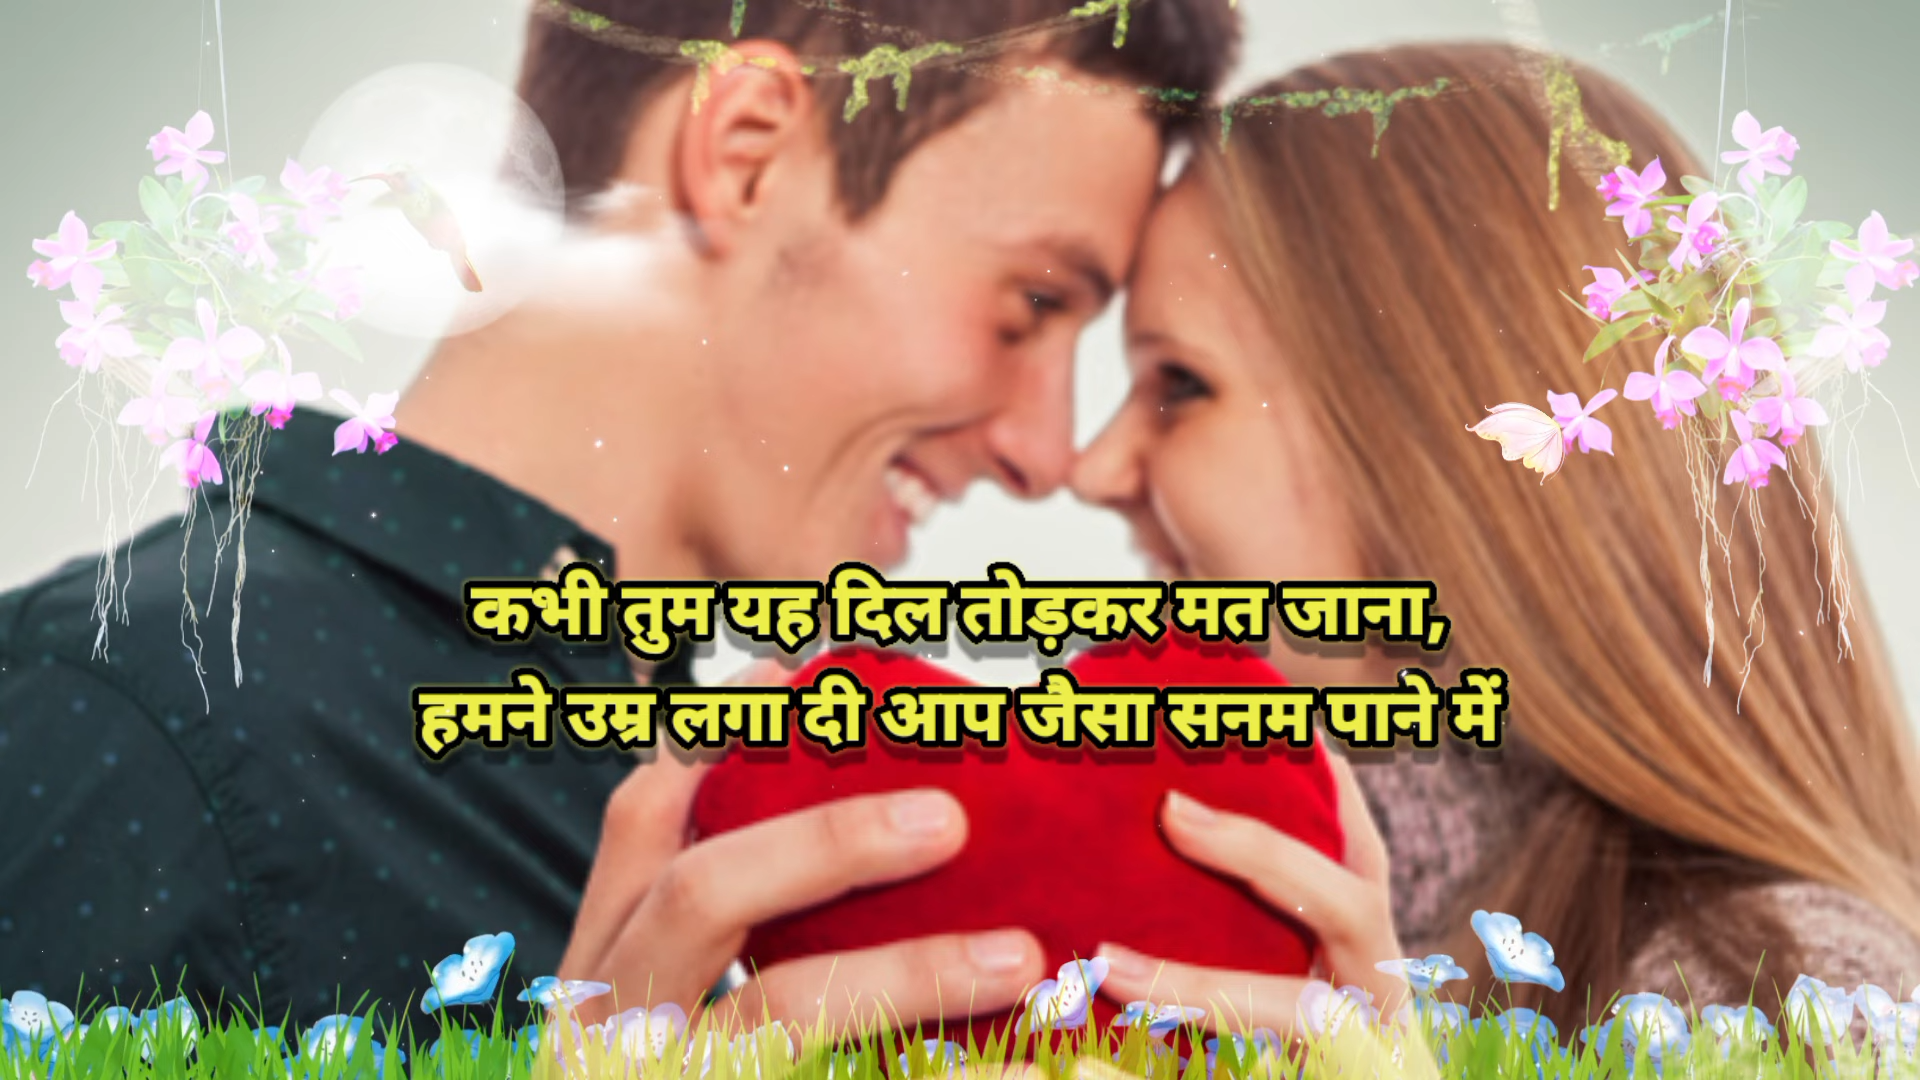 कभी तुम यह दिल तोड़कर मत जाना,
हमने उम्र लगा दी आप जैसा सनम पाने में